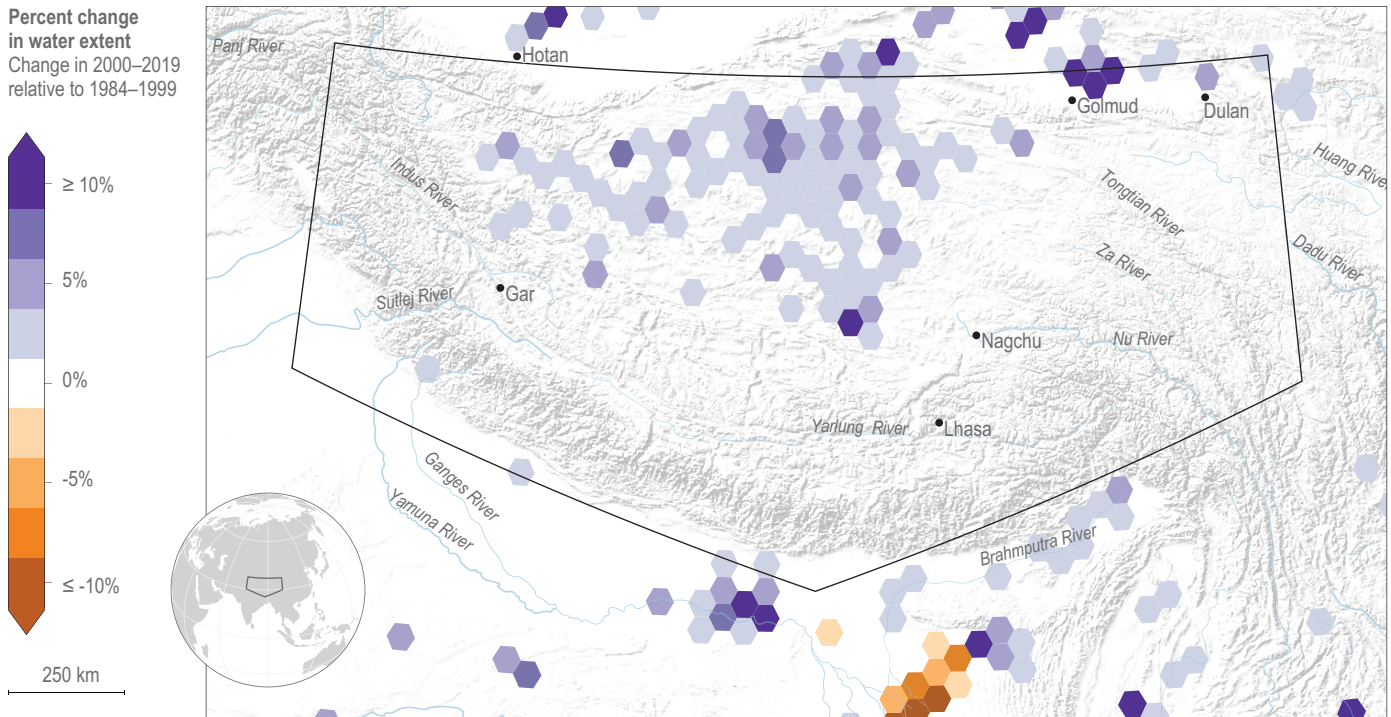 Percent change
in water extent
Change in 2000–2019
relative to 1984–1999
≥ 10%
5%
0%
-5%
≤ -10%
250 km
Panj River
Hotan
Golmud
Dulan
Huang River
Indus River
Tongtian River
Dadu River
Za River
Sutlej River
Gar
Nagchu
Nu River
Yarlung River
Lhasa
Ganges River
Yamuna River
Brahmputra River